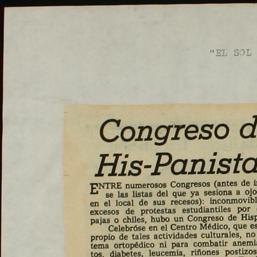 "EL SOL
Congreso d
His-Panista
ENTRE numerosos Congresos (antes de i
se las listas del que ya sesiona a ojo
en el local de sus recesos): inconmovibl
excesos de protestas estudiantiles por
pajas o chiles, hubo un Congreso de Hisp
Celebróse en el Centro Médico, que es
propio de tales actividades culturales, no
tema ortopédico ni para combatir anemia
tos, diabetes, leucemia, riñones postizos